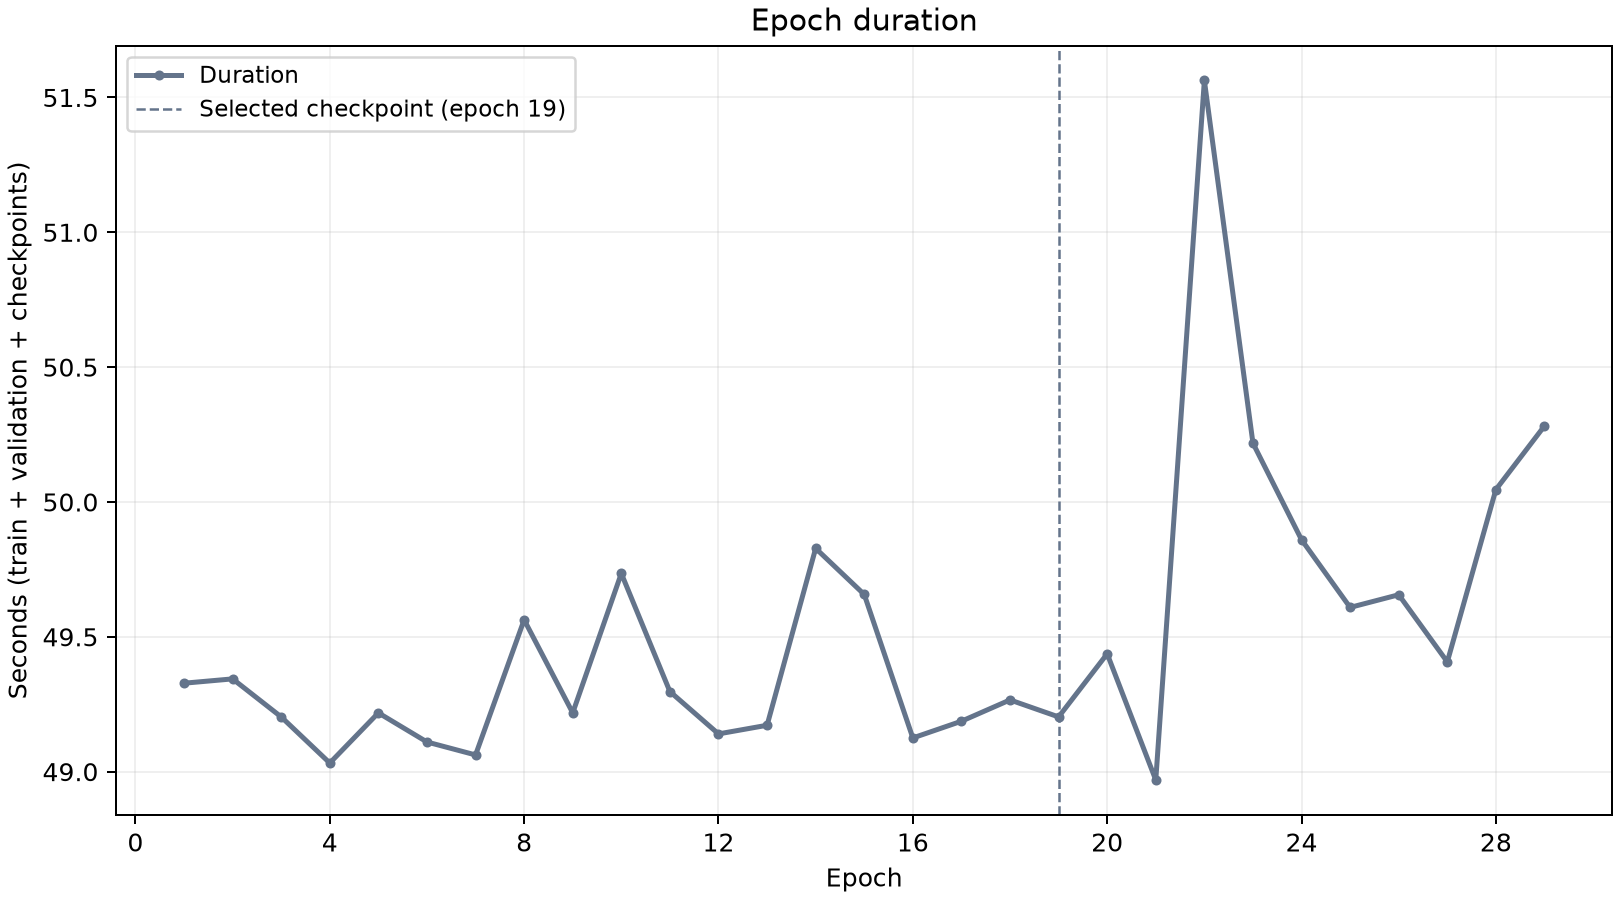 Epoch duration
Duration
Selected checkpoint (epoch 19)
Seconds (train + validation + checkpoints)
51.5
51.0
50.5
50.0
49.5
49.0
0 4 8 12 16 20 24 28
Epoch